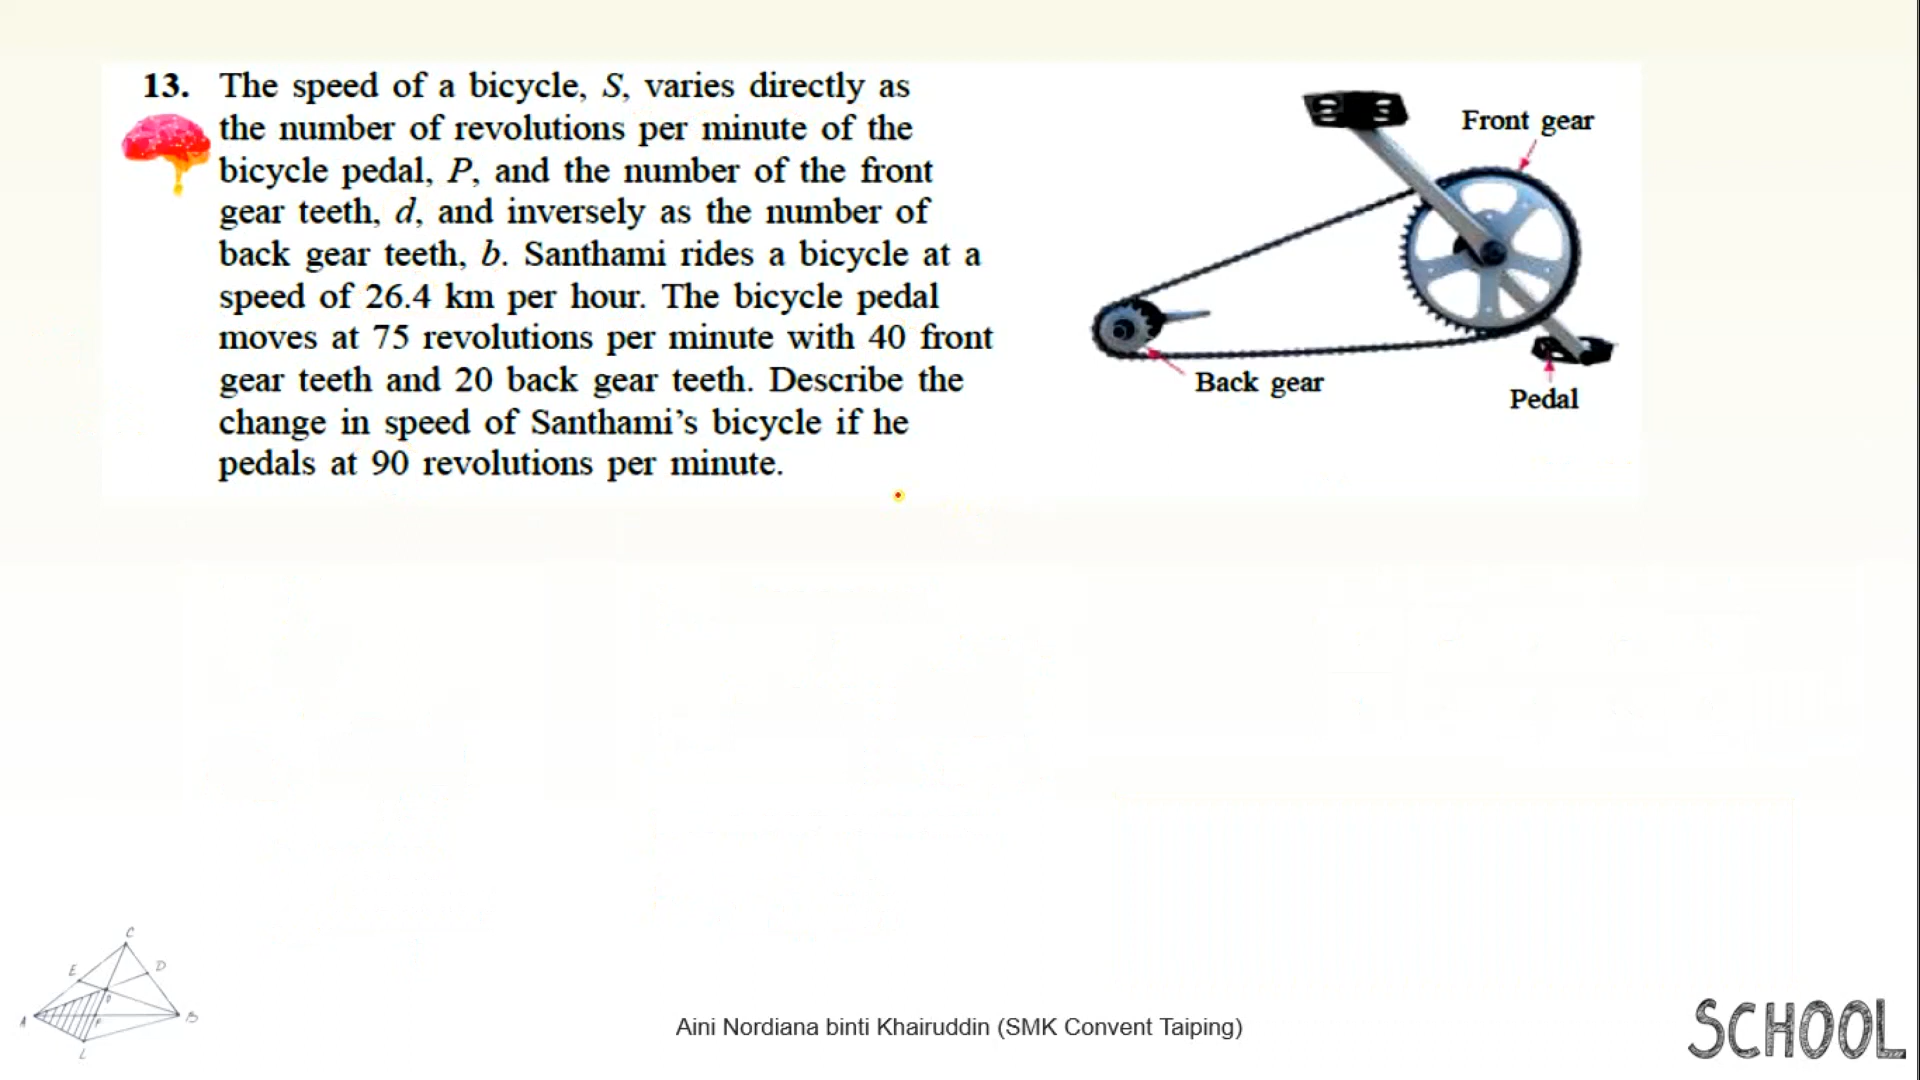 13. The speed of a bicycle, S, varies directly as
the number of revolutions per minute of the
bicycle pedal, P, and the number of the front
gear teeth, d, and inversely as the number of
back gear teeth, b. Santhami rides a bicycle at a
speed of 26.4 km per hour. The bicycle pedal
moves at 75 revolutions per minute with 40 front
gear teeth and 20 back gear teeth. Describe the
change in speed of Santhami’s bicycle if he
pedals at 90 revolutions per minute.
Front gear
Back gear
Pedal
C
E
D
A
B
L
Aini Nordiana binti Khairuddin (SMK Convent Taiping)
SCHOOL